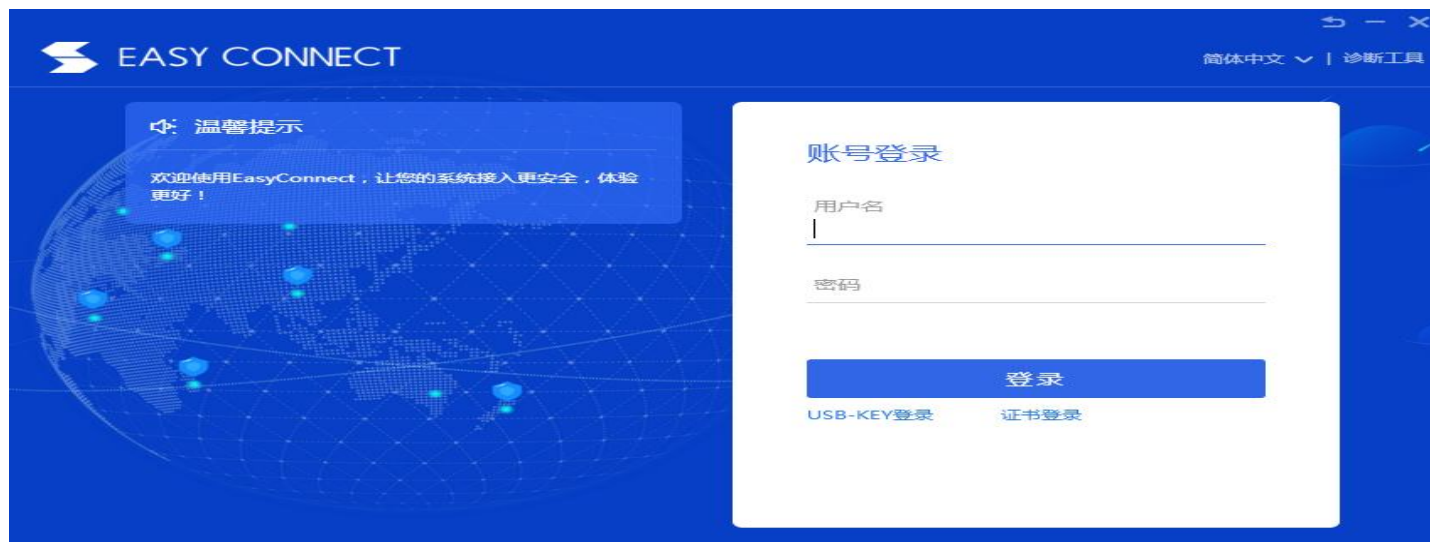 EASY CONNECT
简体中文 | 诊断工具
温馨提示
欢迎使用EasyConnect，让您的系统接入更安全，体验
更好！
账号登录
用户名
密码
登录
USB-KEY登录 证书登录